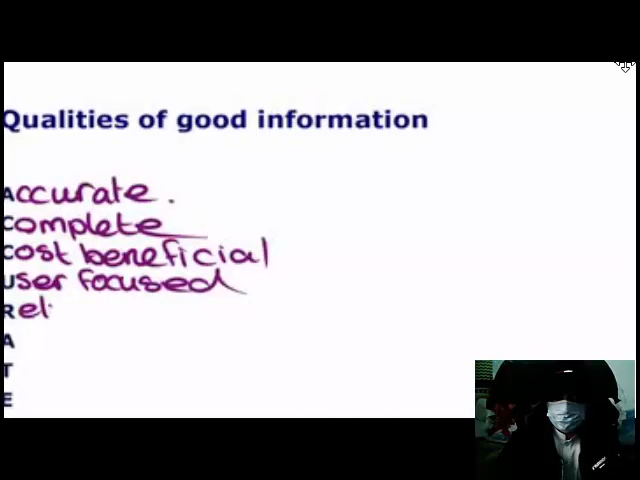 Qualities of good information
Accurate.
Complete
Cost beneficial
User focused
Rel
A
T
E